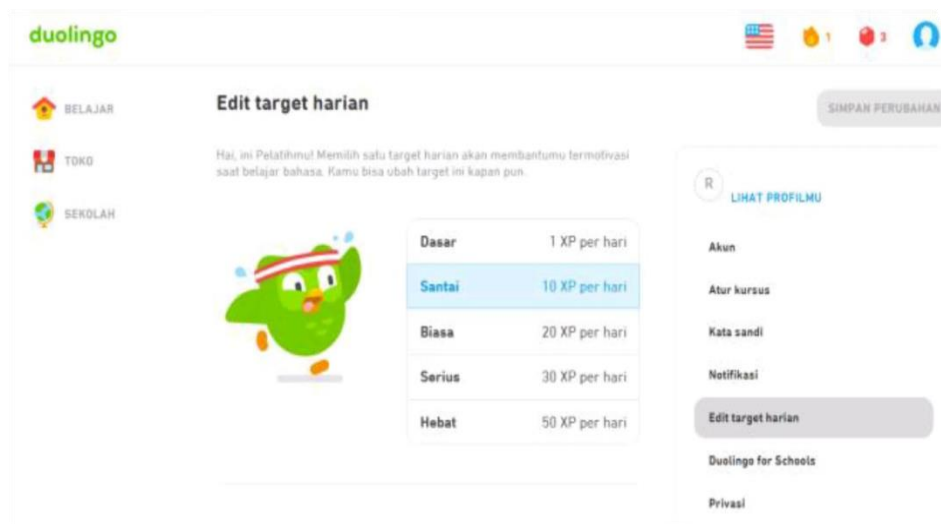 duolingo
1
3
BELAJAR
TOKO
SEKOLAH
Edit target harian
SIMPAN PERUBAHAN
Hai, ini Pelatihmu! Memilih satu target harian akan membantumu termotivasi
saat belajar bahasa. Kamu bisa ubah target ini kapan pun.
Dasar 1 XP per hari
Santai 10 XP per hari
Biasa 20 XP per hari
Serius 30 XP per hari
Hebat 50 XP per hari
R
LIHAT PROFILMU
Akun
Atur kursus
Kata sandi
Notifikasi
Edit target harian
Duolingo for Schools
Privasi